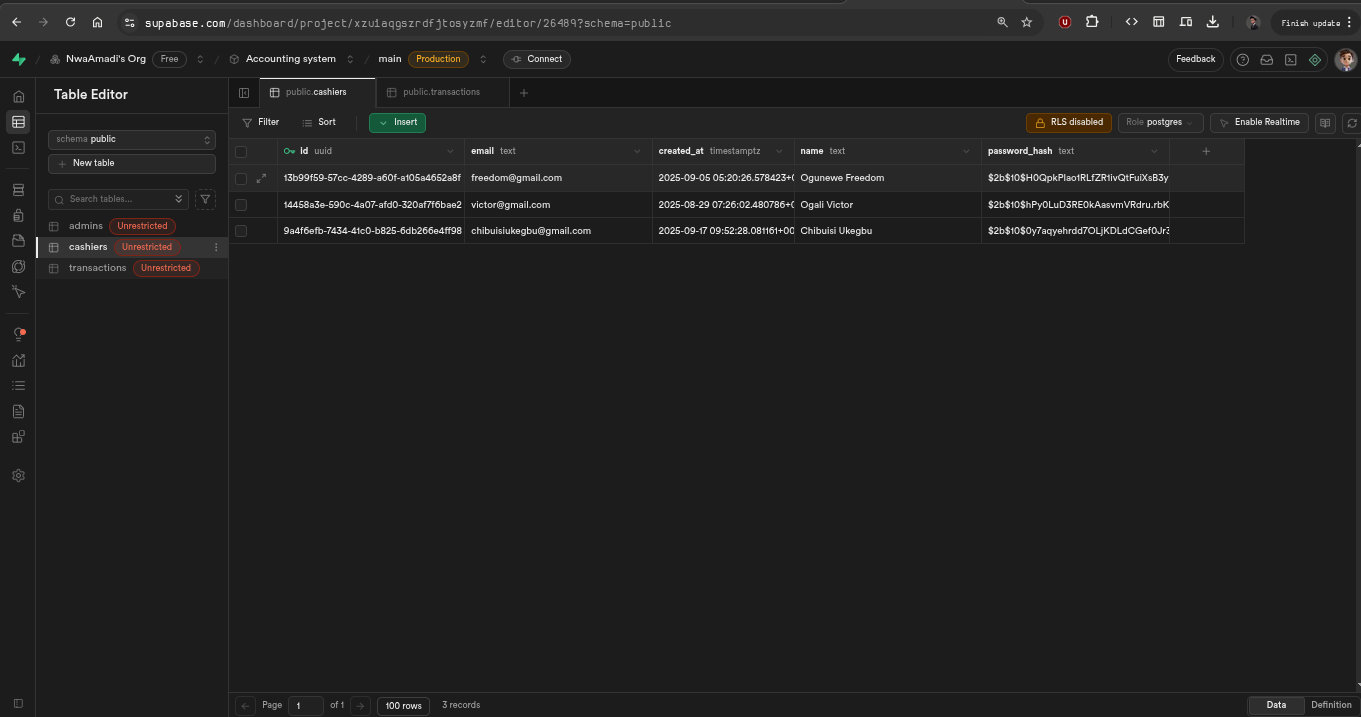 supabase.com/dashboard/project/xzuiaqgszrdfjtosyzmf/editor/26489?schema=public
Finish update
NwaAmadi's Org Free / Accounting system / main Production Connect
Feedback
Table Editor
public.cashiers
public.transactions
schema public
New table
Search tables...
admins Unrestricted
cashiers Unrestricted
transactions Unrestricted
Filter Sort Insert
RLS disabled Role postgres Enable Realtime
id uuid email text created_at timestamptz name text password_hash text
13b99f59-57cc-4289-a60f-a105a4652a8f freedom@gmail.com 2025-09-05 05:20:26.578423+0 Ogunewe Freedom $2b$10$H0QpkPlao1RLfZR1ivQtFuiXsB3y
14458a3e-590c-4a07-afd0-320af7f6bae2 victor@gmail.com 2025-08-29 07:26:02.480786+0 Ogali Victor $2b$10$hPy0LuD3RE0kAasvmVRdru.rbK
9a4f6efb-7434-41c0-b825-6db266e4ff98 chibuisiukegbu@gmail.com 2025-09-17 09:52:28.081161+00 Chibuisi Ukegbu $2b$10$0y7aqyehrdd7OLjKDLdCGef0Jr3
Page 1 of 1 100 rows 3 records
Data Definition